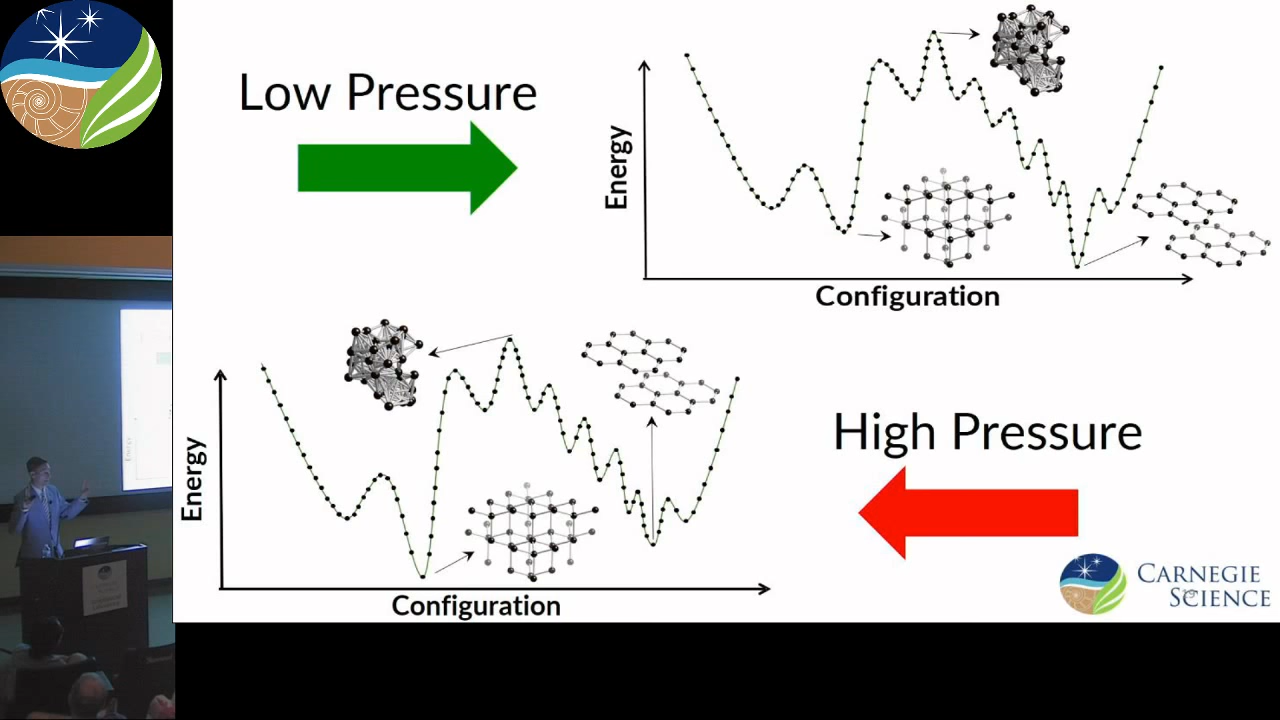 Low Pressure
Energy
Configuration
Energy
Configuration
High Pressure
CARNEGIE
SCIENCE